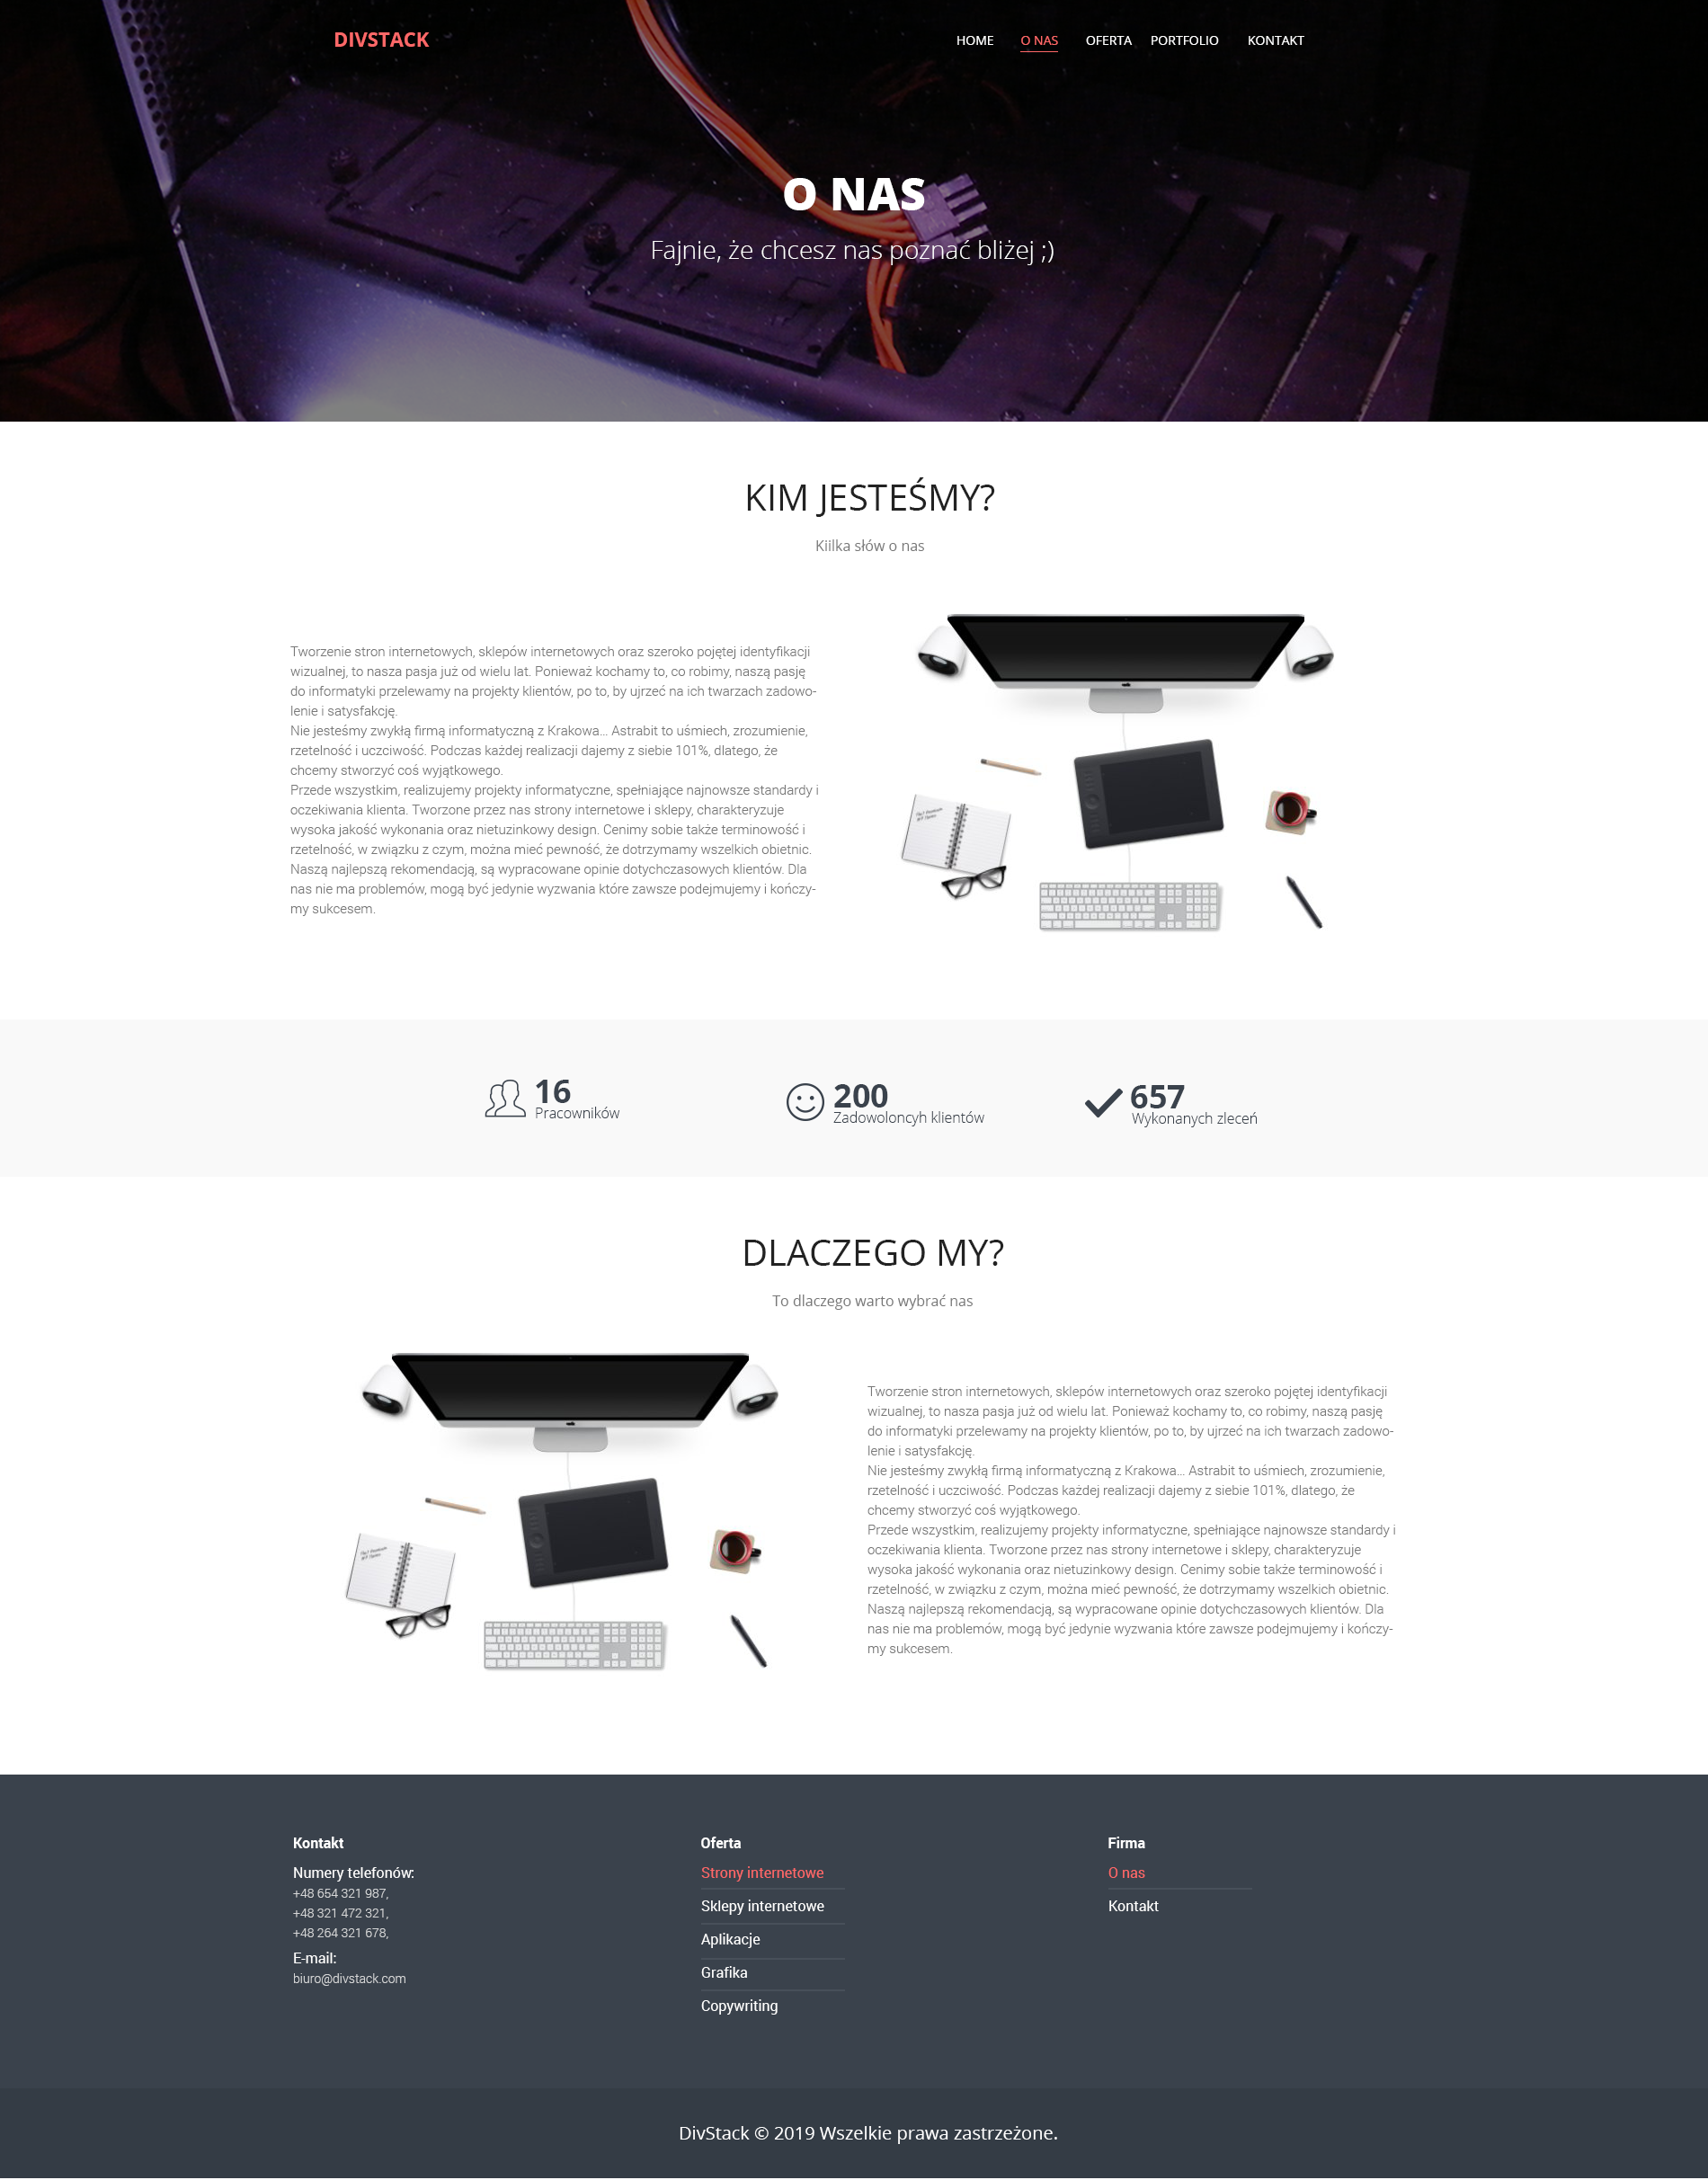 DIVSTACK
HOME O NAS OFERTA PORTFOLIO KONTAKT
O NAS
Fajnie, że chcesz nas poznać bliżej ;)
KIM JESTEŚMY?
Kiilka słów o nas
Tworzenie stron internetowych, sklepów internetowych oraz szeroko pojętej identyfikacji
wizualnej, to nasza pasja już od wielu lat. Ponieważ kochamy to, co robimy, naszą pasję
do informatyki przelewamy na projekty klientów, po to, by ujrzeć na ich twarzach zadowo-
lenie i satysfakcję.
Nie jesteśmy zwykłą firmą informatyczną z Krakowa... Astrabit to uśmiech, zrozumienie,
rzetelność i uczciwość. Podczas każdej realizacji dajemy z siebie 101%, dlatego, że
chcemy stworzyć coś wyjątkowego.
Przede wszystkim, realizujemy projekty informatyczne, spełniające najnowsze standardy i
oczekiwania klienta. Tworzone przez nas strony internetowe i sklepy, charakteryzuje
wysoka jakość wykonania oraz nietuzinkowy design. Cenimy sobie także terminowość i
rzetelność, w związku z czym, można mieć pewność, że dotrzymamy wszelkich obietnic.
Naszą najlepszą rekomendacją, są wypracowane opinie dotychczasowych klientów. Dla
nas nie ma problemów, mogą być jedynie wyzwania które zawsze podejmujemy i kończy-
my sukcesem.
16
Pracowników
200
Zadowoloncyh klientów
657
Wykonanych zleceń
DLACZEGO MY?
To dlaczego warto wybrać nas
Tworzenie stron internetowych, sklepów internetowych oraz szeroko pojętej identyfikacji
wizualnej, to nasza pasja już od wielu lat. Ponieważ kochamy to, co robimy, naszą pasję
do informatyki przelewamy na projekty klientów, po to, by ujrzeć na ich twarzach zadowo-
lenie i satysfakcję.
Nie jesteśmy zwykłą firmą informatyczną z Krakowa... Astrabit to uśmiech, zrozumienie,
rzetelność i uczciwość. Podczas każdej realizacji dajemy z siebie 101%, dlatego, że
chcemy stworzyć coś wyjątkowego.
Przede wszystkim, realizujemy projekty informatyczne, spełniające najnowsze standardy i
oczekiwania klienta. Tworzone przez nas strony internetowe i sklepy, charakteryzuje
wysoka jakość wykonania oraz nietuzinkowy design. Cenimy sobie także terminowość i
rzetelność, w związku z czym, można mieć pewność, że dotrzymamy wszelkich obietnic.
Naszą najlepszą rekomendacją, są wypracowane opinie dotychczasowych klientów. Dla
nas nie ma problemów, mogą być jedynie wyzwania które zawsze podejmujemy i kończy-
my sukcesem.
Kontakt
Numery telefonów:
+48 654 321 987,
+48 321 472 321,
+48 264 321 678,
E-mail:
biuro@divstack.com
Oferta
Strony internetowe
Sklepy internetowe
Aplikacje
Grafika
Copywriting
Firma
O nas
Kontakt
DivStack © 2019 Wszelkie prawa zastrzeżone.